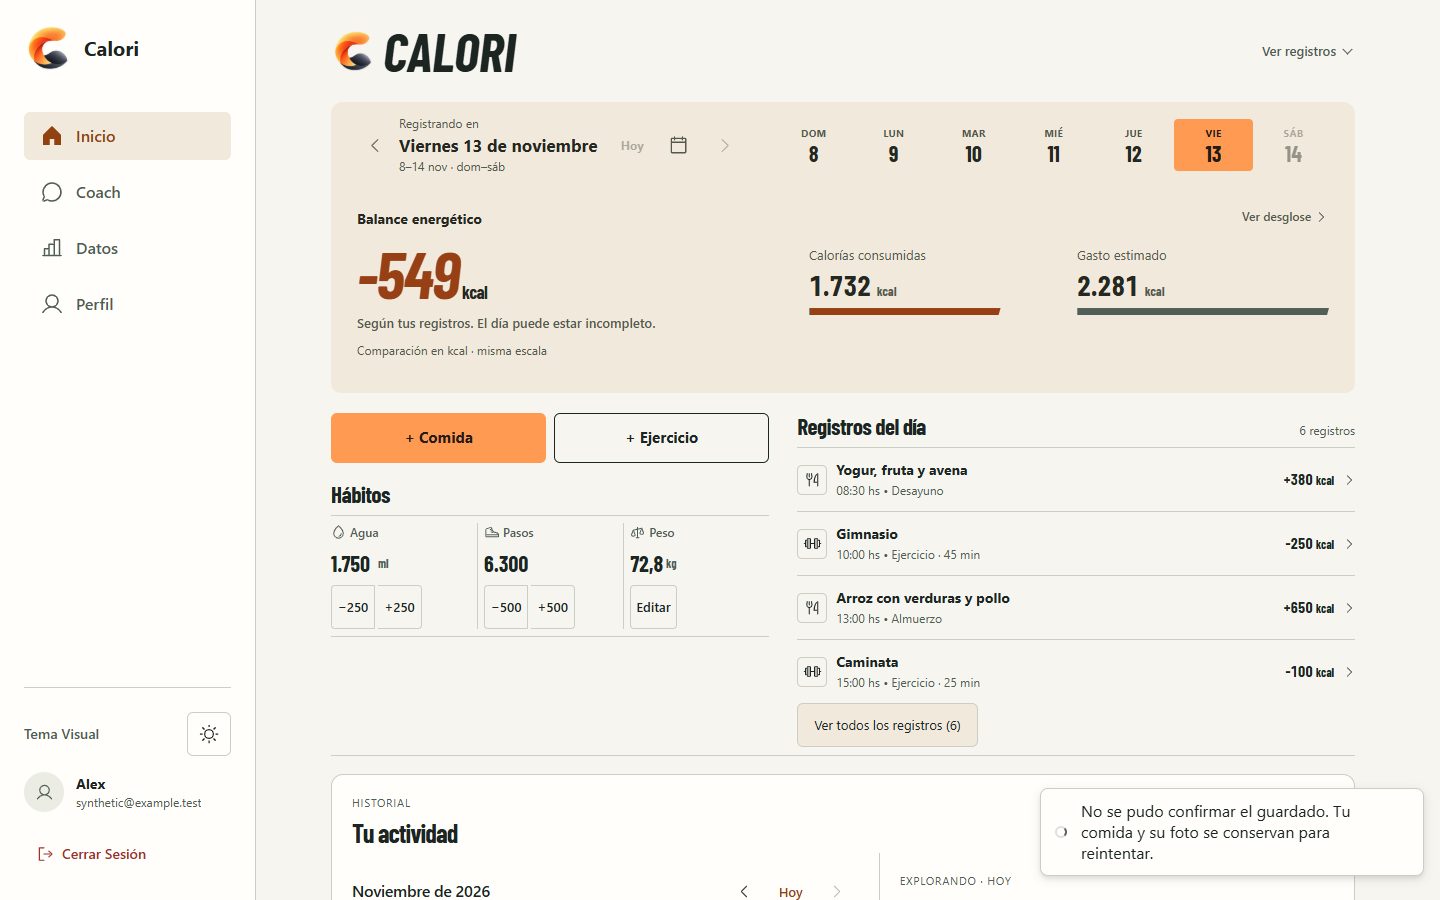 Calori
Inicio
Coach
Datos
Perfil
Tema Visual
Alex
synthetic@example.test
Cerrar Sesión
CALORI
Ver registros
Registrando en
Viernes 13 de noviembre
Hoy
8–14 nov · dom–sáb
DOM
8
LUN
9
MAR
10
MIÉ
11
JUE
12
VIE
13
SÁB
14
Balance energético
Ver desglose
-549 kcal
Según tus registros. El día puede estar incompleto.
Comparación en kcal · misma escala
Calorías consumidas
1.732 kcal
Gasto estimado
2.281 kcal
+ Comida
+ Ejercicio
Hábitos
Agua
1.750 ml
−250
+250
Pasos
6.300
−500
+500
Peso
72,8 kg
Editar
Registros del día
6 registros
Yogur, fruta y avena
08:30 hs • Desayuno
+380 kcal
Gimnasio
10:00 hs • Ejercicio · 45 min
-250 kcal
Arroz con verduras y pollo
13:00 hs • Almuerzo
+650 kcal
Caminata
15:00 hs • Ejercicio · 25 min
-100 kcal
Ver todos los registros (6)
HISTORIAL
Tu actividad
Noviembre de 2026
Hoy
EXPLORANDO · HOY
No se pudo confirmar el guardado. Tu
comida y su foto se conservan para
reintentar.